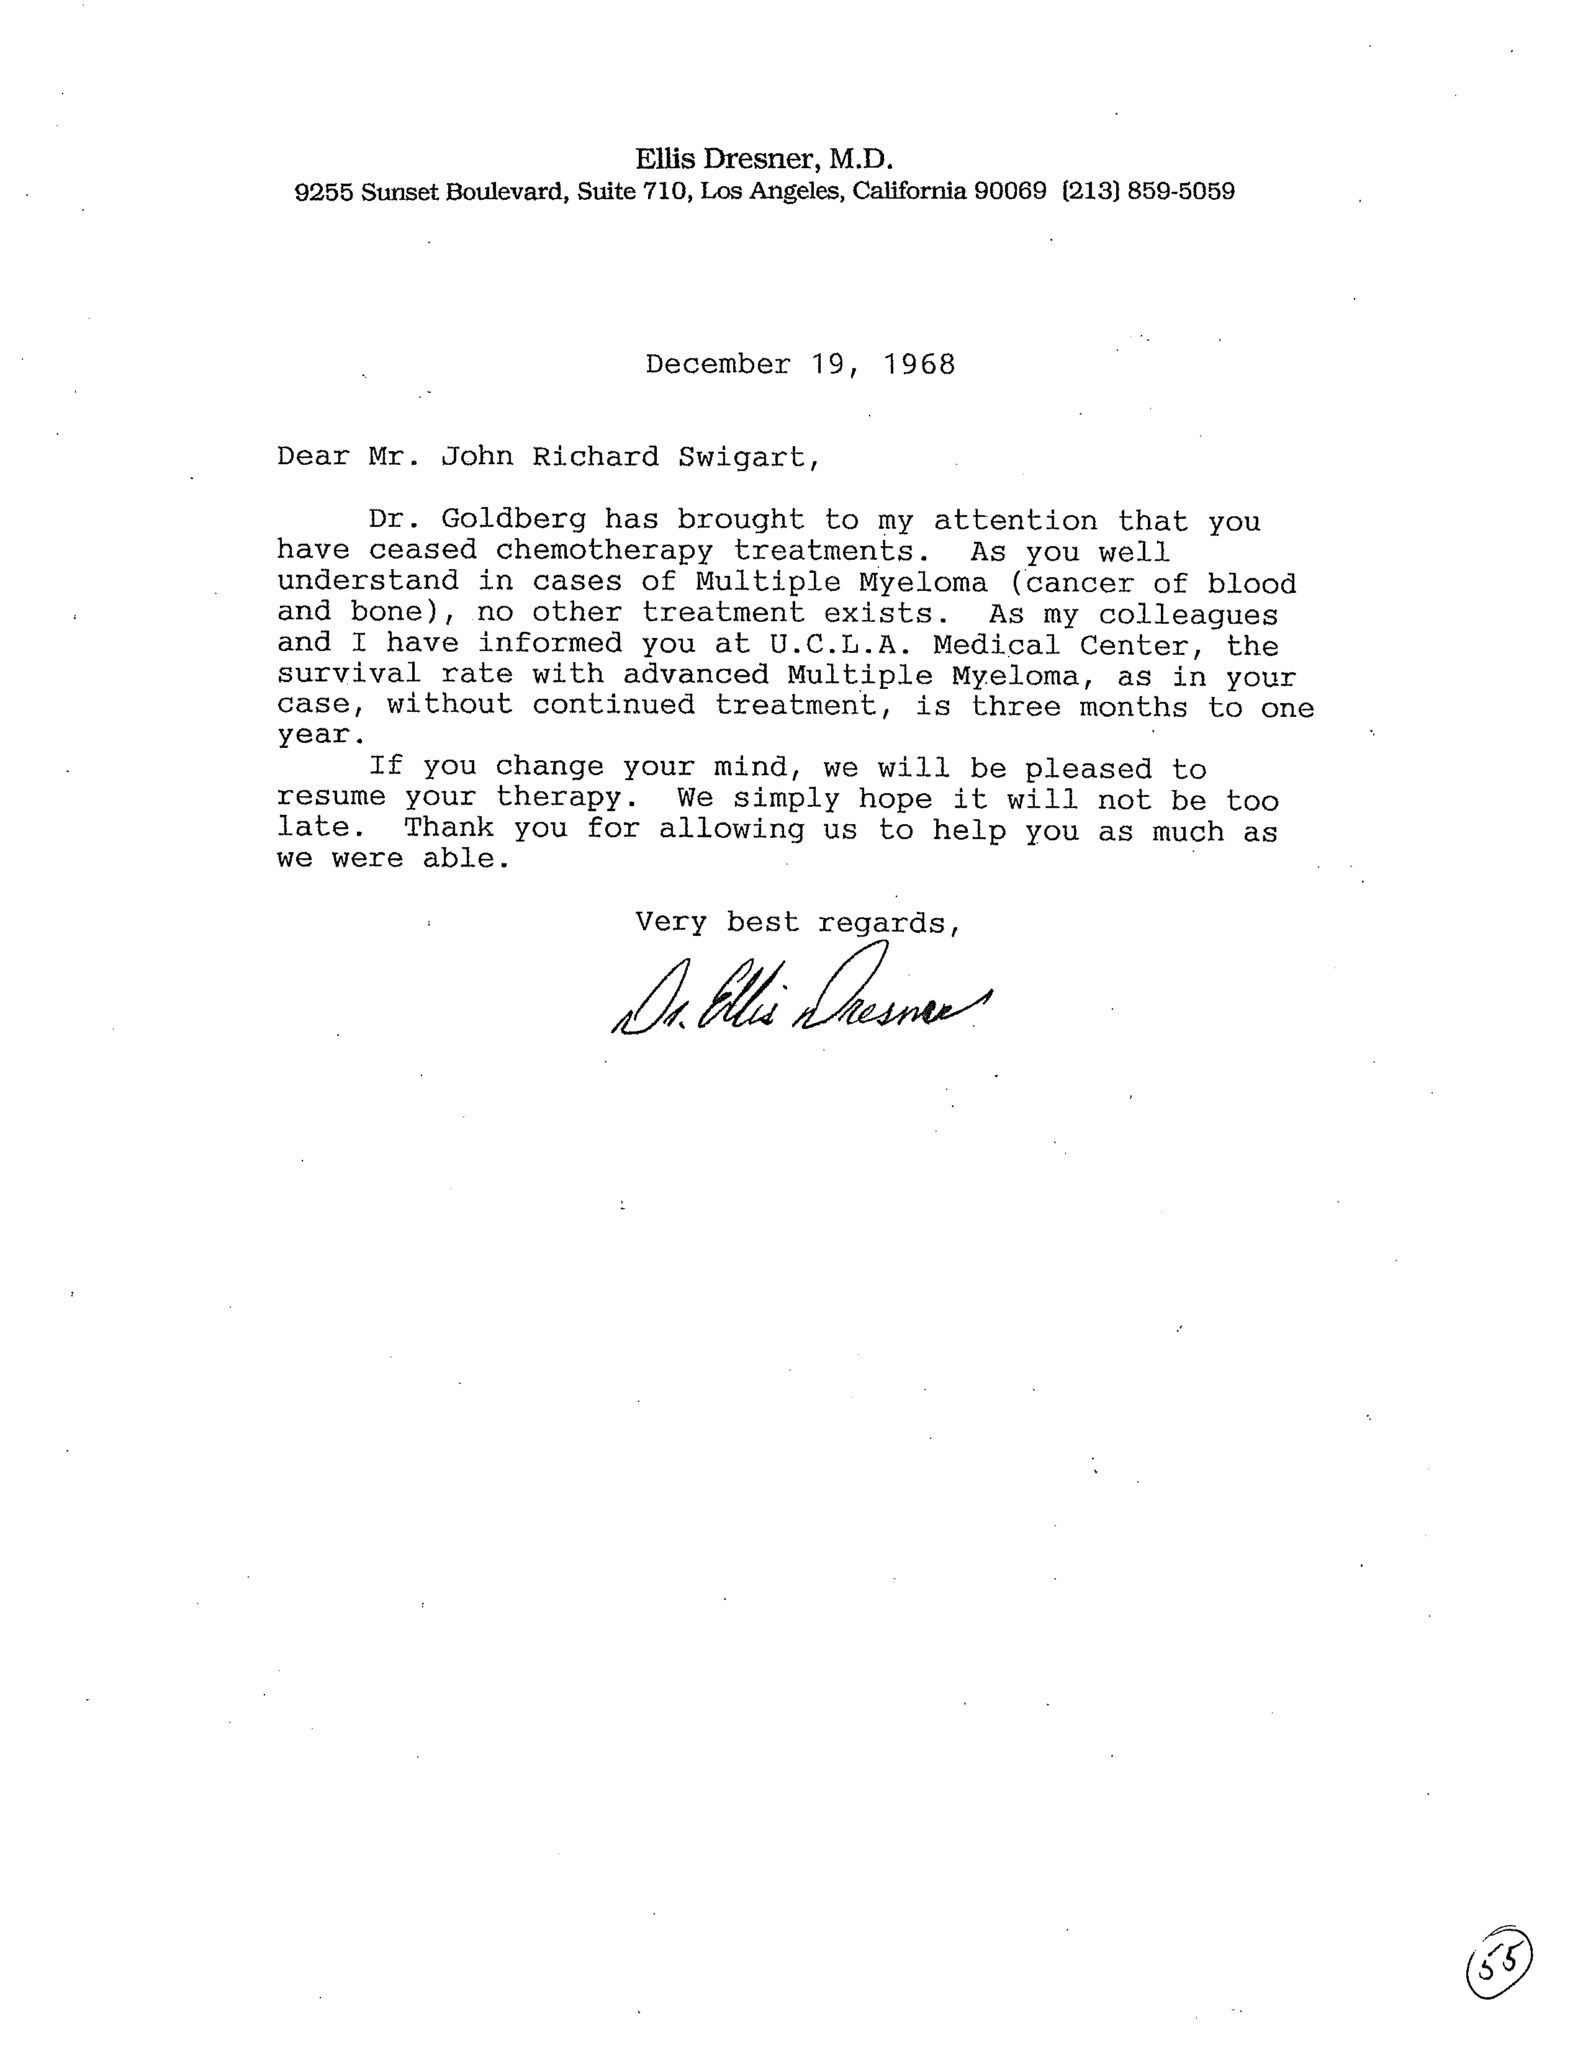 Ellis Dresner, M.D.
9255 Sunset Boulevard, Suite 710, Los Angeles, California 90069 (213) 859-5059
December 19, 1968
Dear Mr. John Richard Swigart,
Dr. Goldberg has brought to my attention that you
have ceased chemotherapy treatments. As you well
understand in cases of Multiple Myeloma (cancer of blood
and bone), no other treatment exists. As my colleagues
and I have informed you at U.C.L.A. Medical Center, the
survival rate with advanced Multiple Myeloma, as in your
case, without continued treatment, is three months to one
year.
If you change your mind, we will be pleased to
resume your therapy. We simply hope it will not be too
late. Thank you for allowing us to help you as much as
we were able.
Very best regards,
Dr. Ellis Dresner
55